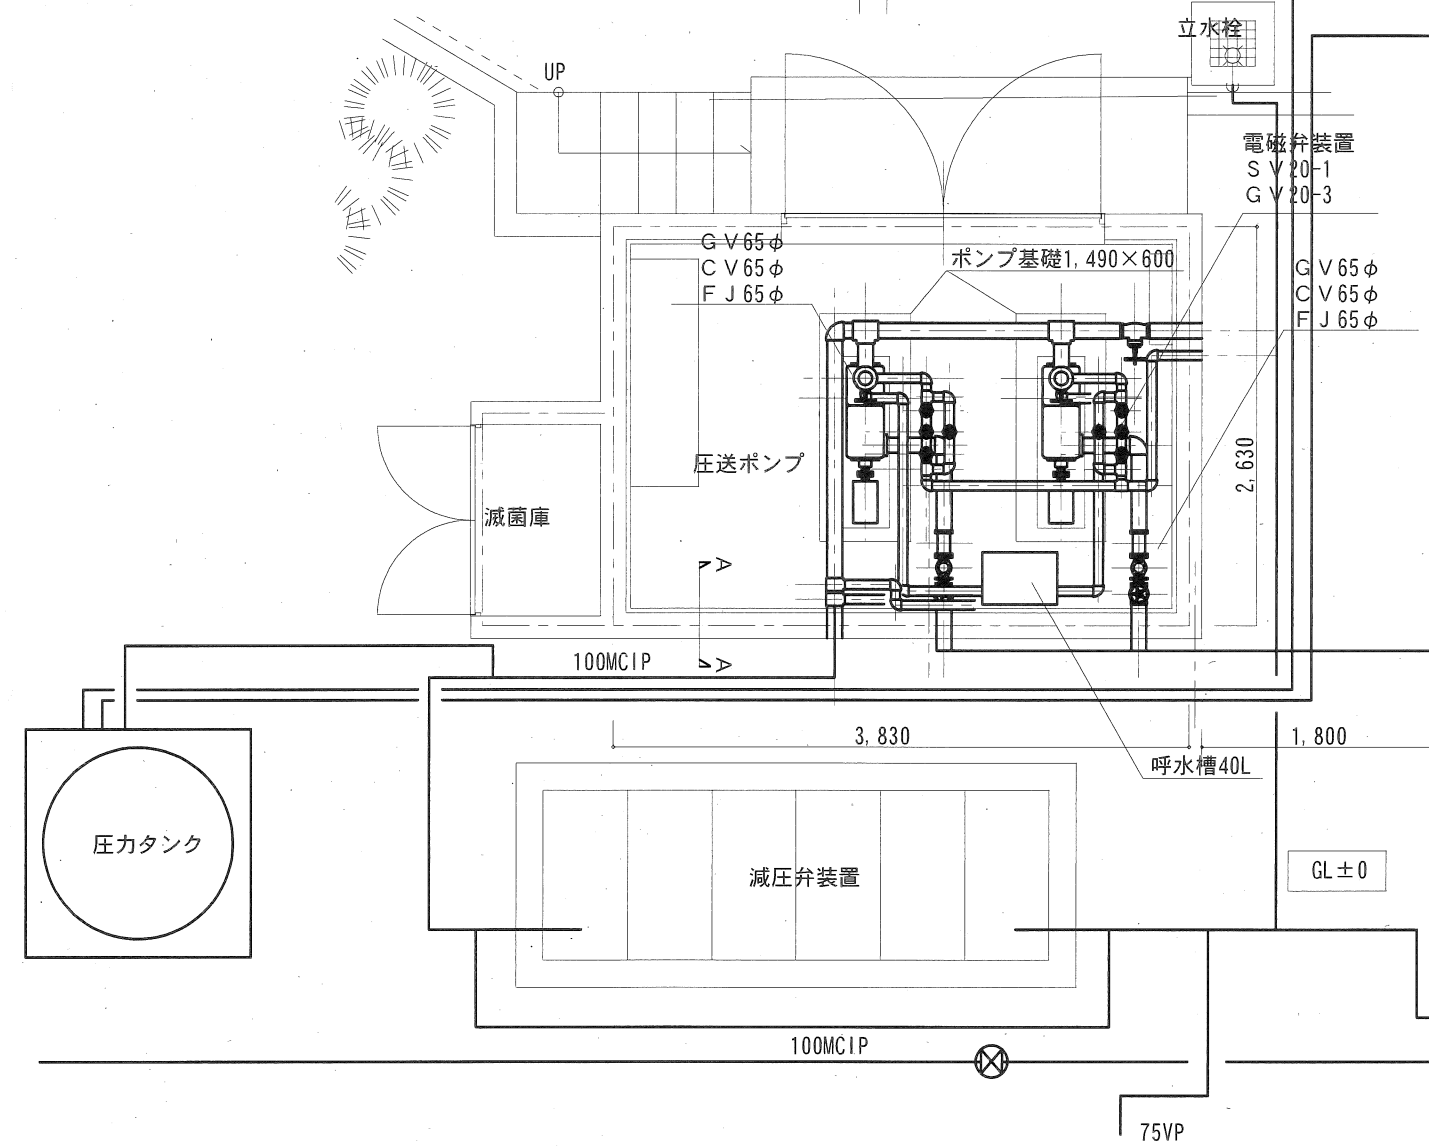 立水栓
UP
電磁弁装置
ＳＶ20-1
ＧＶ20-3
ＧＶ65φ
ＣＶ65φ
ＦＪ65φ
ポンプ基礎1,490×600
ＧＶ65φ
ＣＶ65φ
ＦＪ65φ
2,630
圧送ポンプ
滅菌庫
A
A
100MCIP
3,830
1,800
呼水槽40L
圧力タンク
減圧弁装置
GL±0
100MCIP
75VP